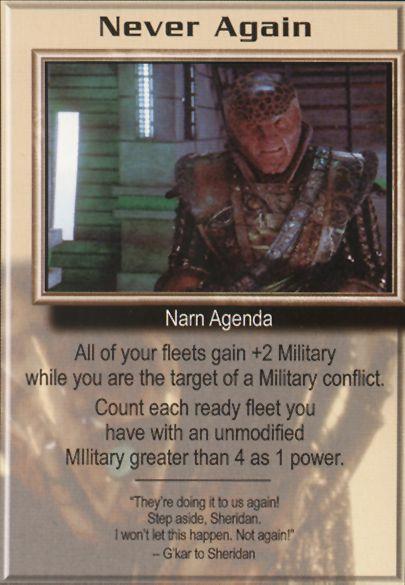 Never Again
Narn Agenda
All of your fleets gain +2 Military
while you are the target of a Military conflict.
Count each ready fleet you
have with an unmodified
MIlitary greater than 4 as 1 power.
"They're doing it to us again!
Step aside, Sheridan.
I won't let this happen. Not again!"
– G'kar to Sheridan